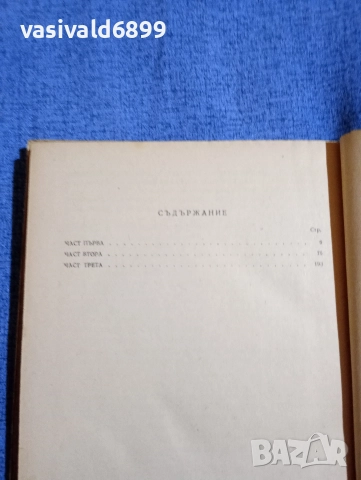 vasivald6899
СЪДЪРЖАНИЕ
Стр.
ЧАСТ ПЪРВА
ЧАСТ ВТОРА
ЧАСТ ТРЕТА
BAZAR